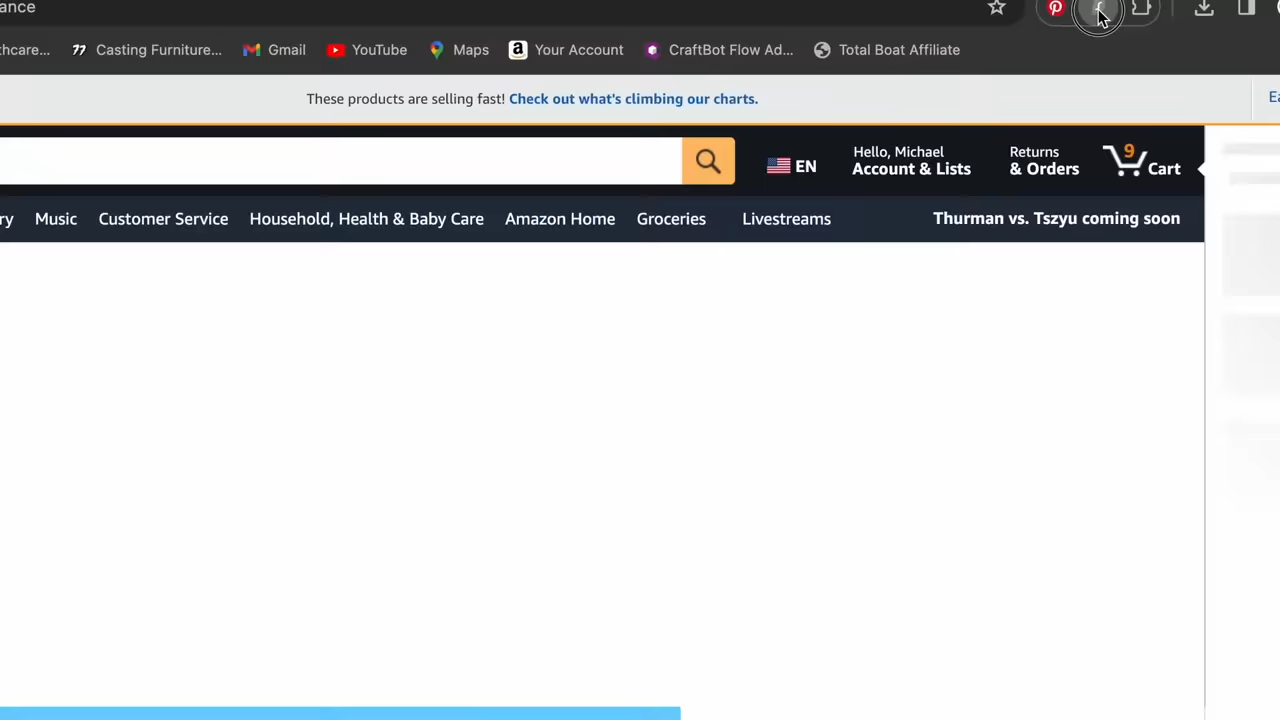 ance
thcare... Casting Furniture... Gmail YouTube Maps a Your Account CraftBot Flow Ad... Total Boat Affiliate
These products are selling fast! Check out what's climbing our charts.
EN
Hello, Michael
Account & Lists
Returns
& Orders
9
Cart
ry Music Customer Service Household, Health & Baby Care Amazon Home Groceries Livestreams Thurman vs. Tszyu coming soon